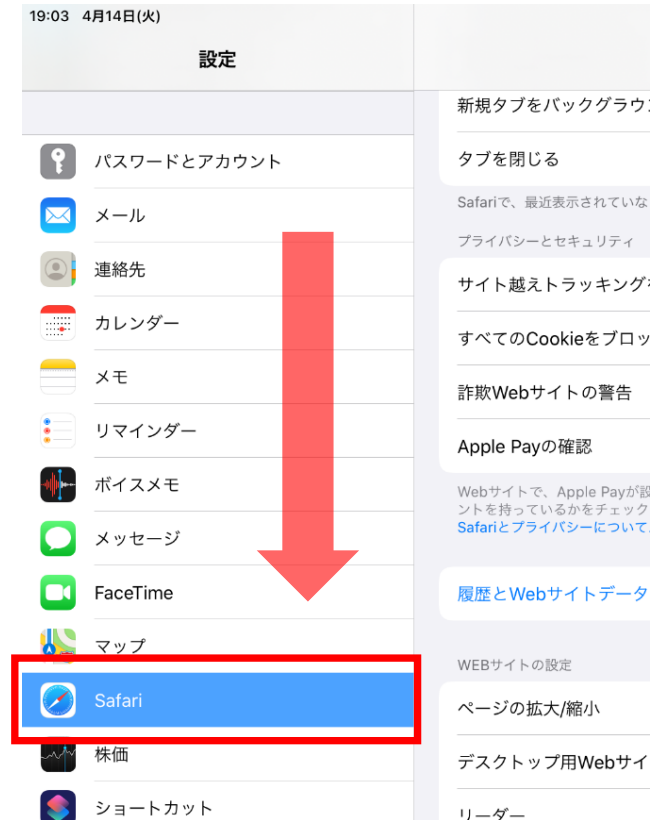 19:03 4月14日(火)
設定
パスワードとアカウント
メール
連絡先
カレンダー
メモ
リマインダー
ボイスメモ
メッセージ
FaceTime
マップ
Safari
株価
ショートカット
新規タブをバックグラウ
タブを閉じる
Safariで、最近表示されていな
プライバシーとセキュリティ
サイト越えトラッキング
すべてのCookieをブロッ
詐欺Webサイトの警告
Apple Payの確認
Webサイトで、Apple Payが設
ントを持っているかをチェック
Safariとプライバシーについて
履歴とWebサイトデータ
WEBサイトの設定
ページの拡大/縮小
デスクトップ用Webサイ
リーダー